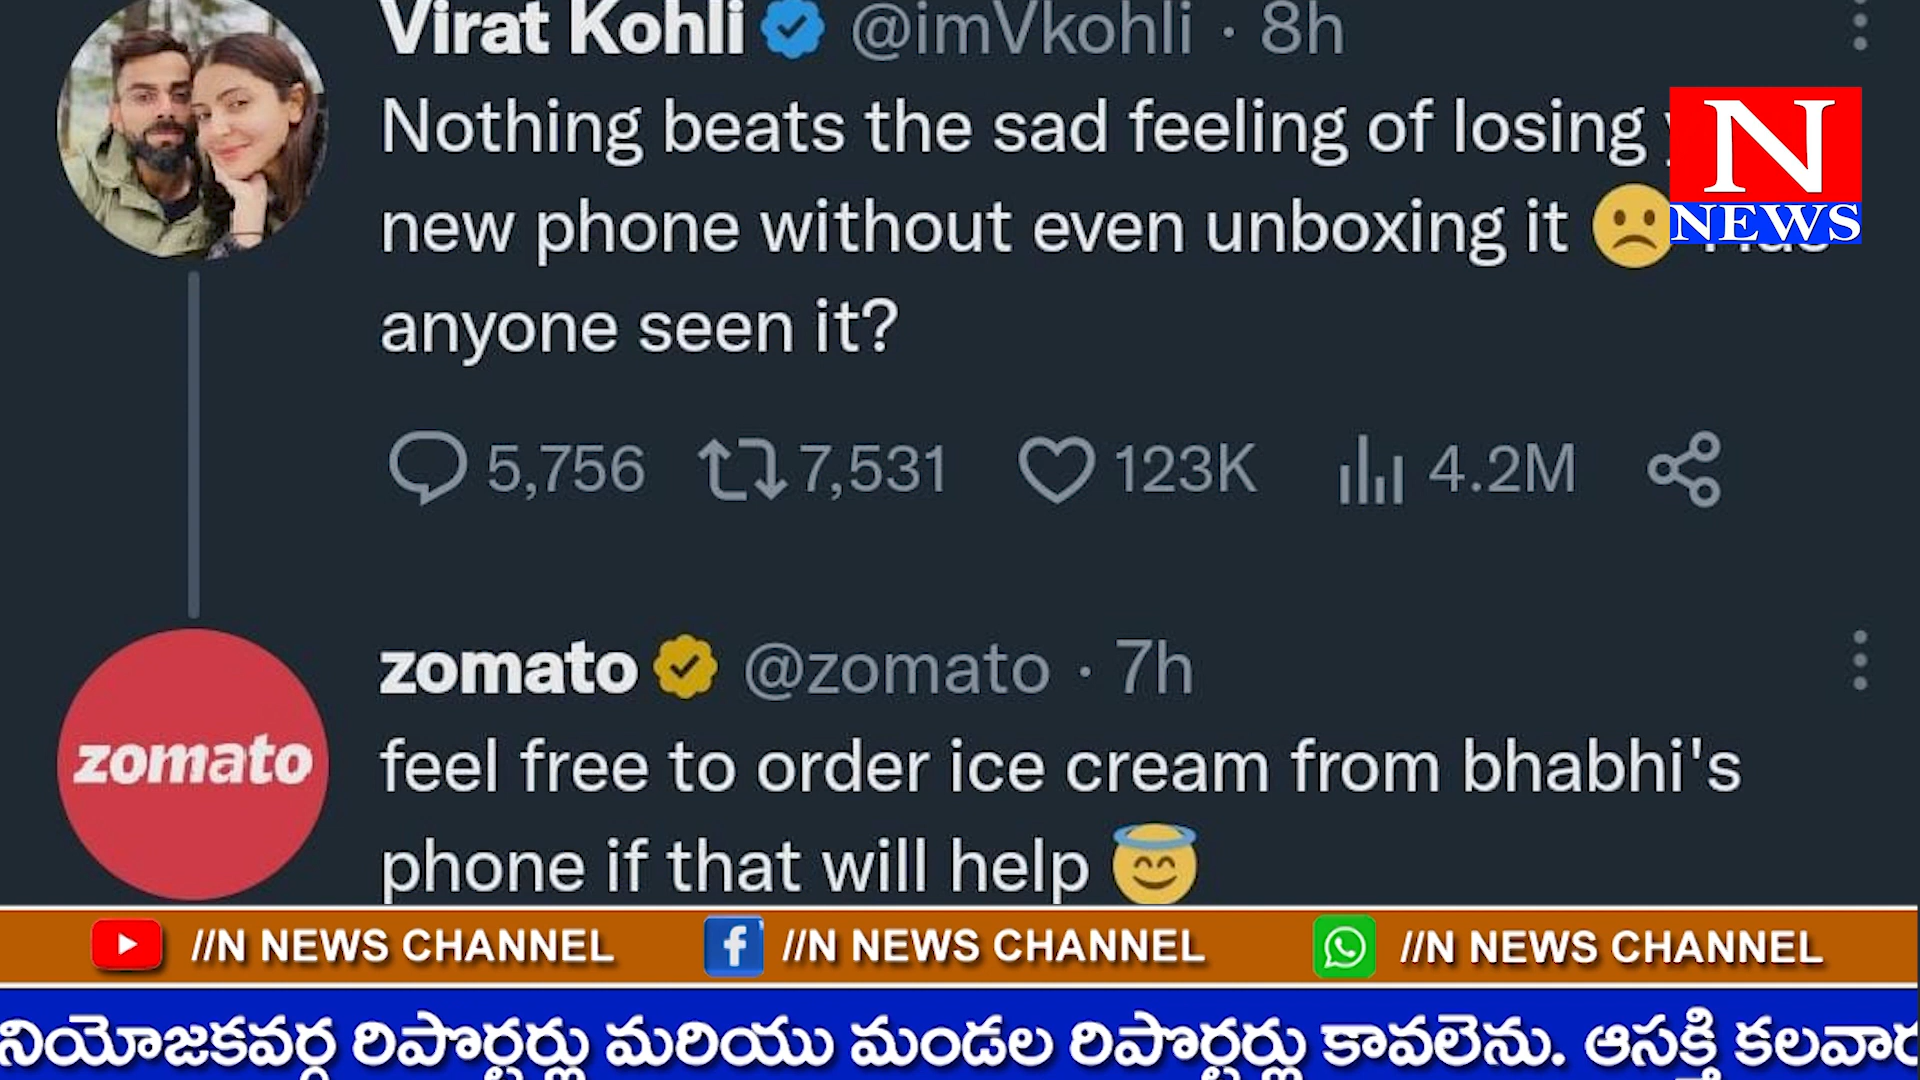 Virat Kohli @imVkohli · 8h
Nothing beats the sad feeling of losing
new phone without even unboxing it
anyone seen it?
5,756 7,531 123K 4.2M
N
NEWS
zomato @zomato · 7h
zomato
feel free to order ice cream from bhabhi's
phone if that will help
//N NEWS CHANNEL //N NEWS CHANNEL //N NEWS CHANNEL
నియోజకవర్గ రిపొర్టర్లు మరియు మండల రిపొర్టర్లు కావలెను. ఆసక్తి కలవార